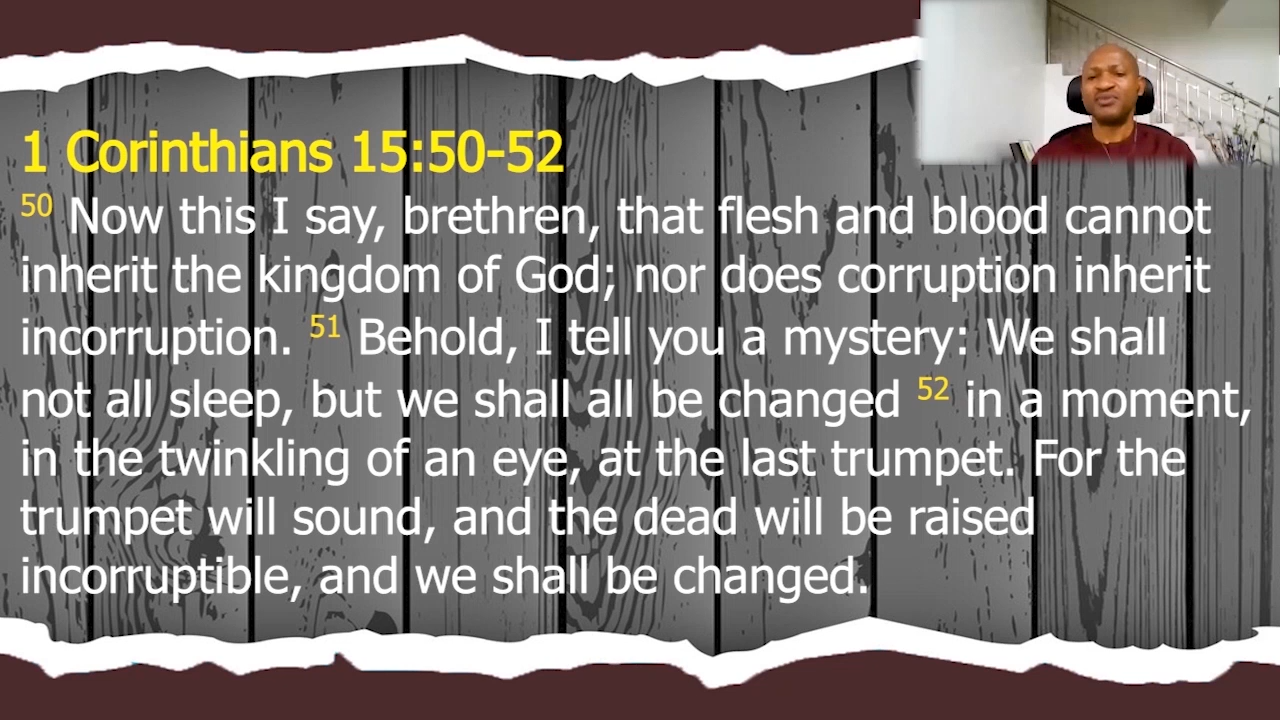 1 Corinthians 15:50-52
50 Now this I say, brethren, that flesh and blood cannot
inherit the kingdom of God; nor does corruption inherit
incorruption. 51 Behold, I tell you a mystery: We shall
not all sleep, but we shall all be changed 52 in a moment,
in the twinkling of an eye, at the last trumpet. For the
trumpet will sound, and the dead will be raised
incorruptible, and we shall be changed.